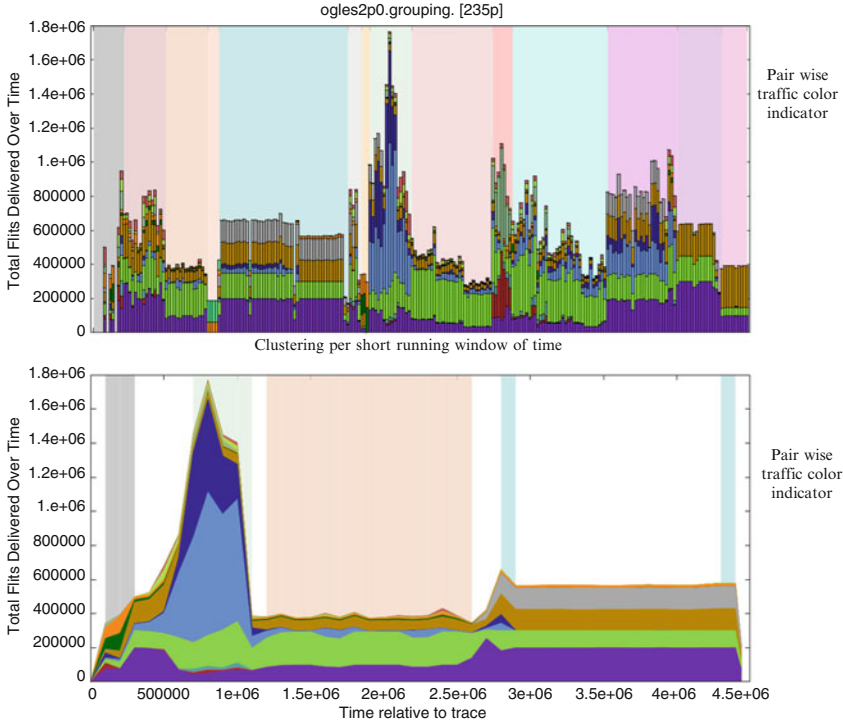 ogles2p0.grouping. [235p]
Total Flits Delivered Over Time
1.8e+06
1.6e+06
1.4e+06
1.2e+06
1.e+06
800000
600000
400000
200000
0
Pair wise
traffic color
indicator
Clustering per short running window of time
Total Flits Delivered Over Time
1.8e+06
1.6e+06
1.4e+06
1.2e+06
1.e+06
800000
600000
400000
200000
0
Pair wise
traffic color
indicator
0 500000 1e+06 1.5e+06 2e+06 2.5e+06 3e+06 3.5e+06 4e+06 4.5e+06
Time relative to trace